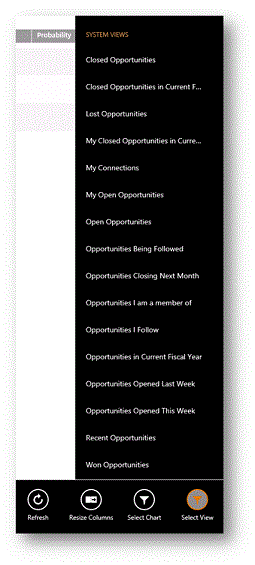 Probability
SYSTEM VIEWS
Closed Opportunities
Closed Opportunities in Current F...
Lost Opportunities
My Closed Opportunities in Curre...
My Connections
My Open Opportunities
Open Opportunities
Opportunities Being Followed
Opportunities Closing Next Month
Opportunities I am a member of
Opportunities I Follow
Opportunities in Current Fiscal Year
Opportunities Opened Last Week
Opportunities Opened This Week
Recent Opportunities
Won Opportunities
Refresh
Resize Columns
Select Chart
Select View